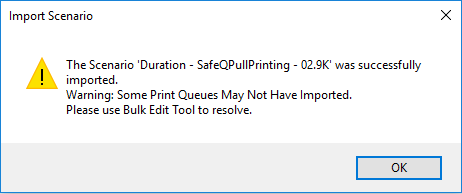 Import Scenario
The Scenario 'Duration - SafeQPullPrinting - 02.9K' was successfully
imported.
Warning: Some Print Queues May Not Have Imported.
Please use Bulk Edit Tool to resolve.
OK